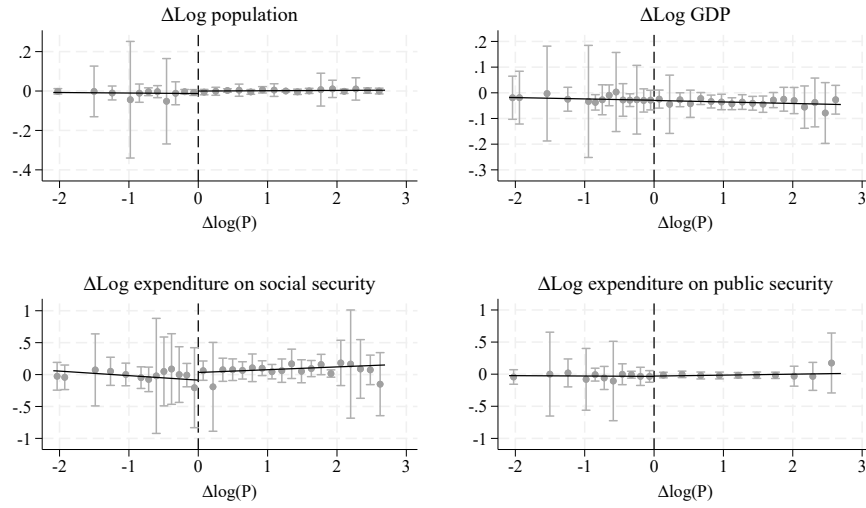 ΔLog population
.2
0
-.2
-.4
-2 -1 0 1 2 3
Δlog(P)
ΔLog GDP
.2
.1
0
-.1
-.2
-.3
-2 -1 0 1 2 3
Δlog(P)
ΔLog expenditure on social security
1
.5
0
-.5
-1
-2 -1 0 1 2 3
Δlog(P)
ΔLog expenditure on public security
1
.5
0
-.5
-1
-2 -1 0 1 2 3
Δlog(P)